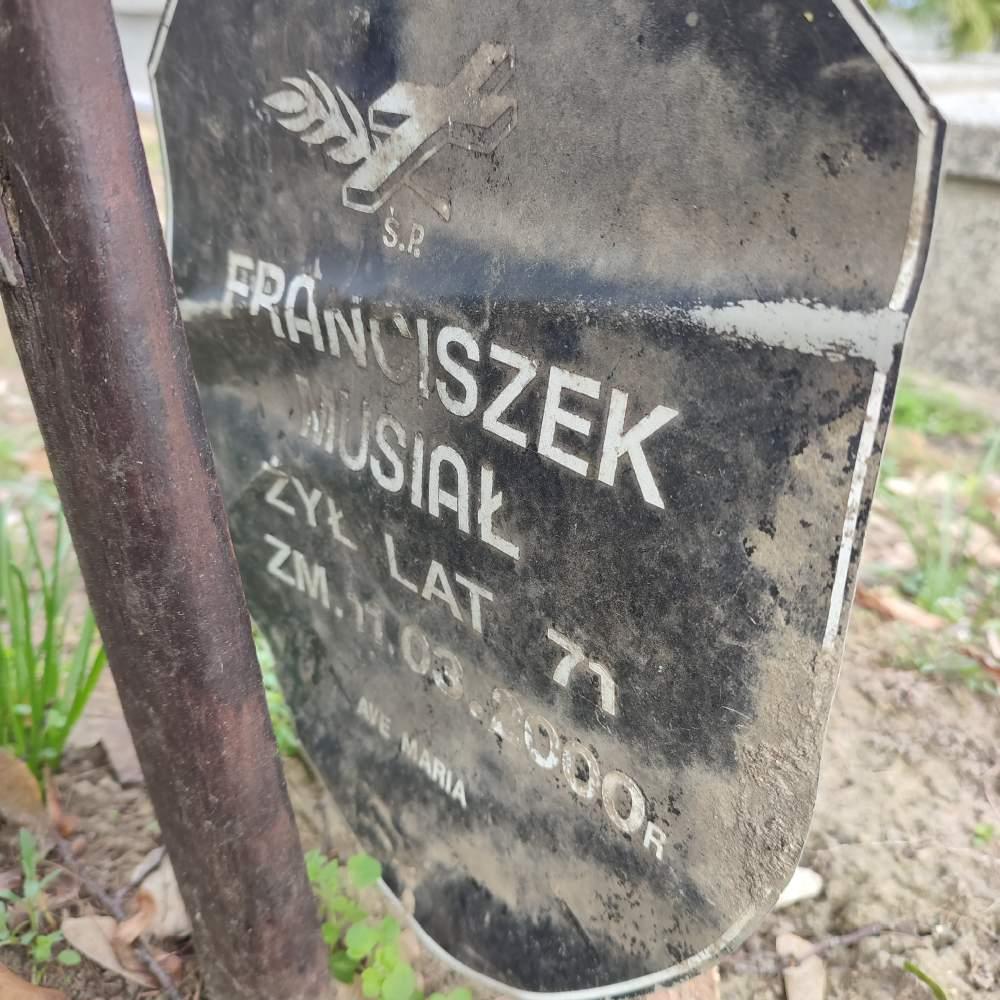 Ś.P.
FRANCISZEK
MUSIAŁ
ŻYŁ LAT 71
ZM. 11.03.2000R
AVE MARIA